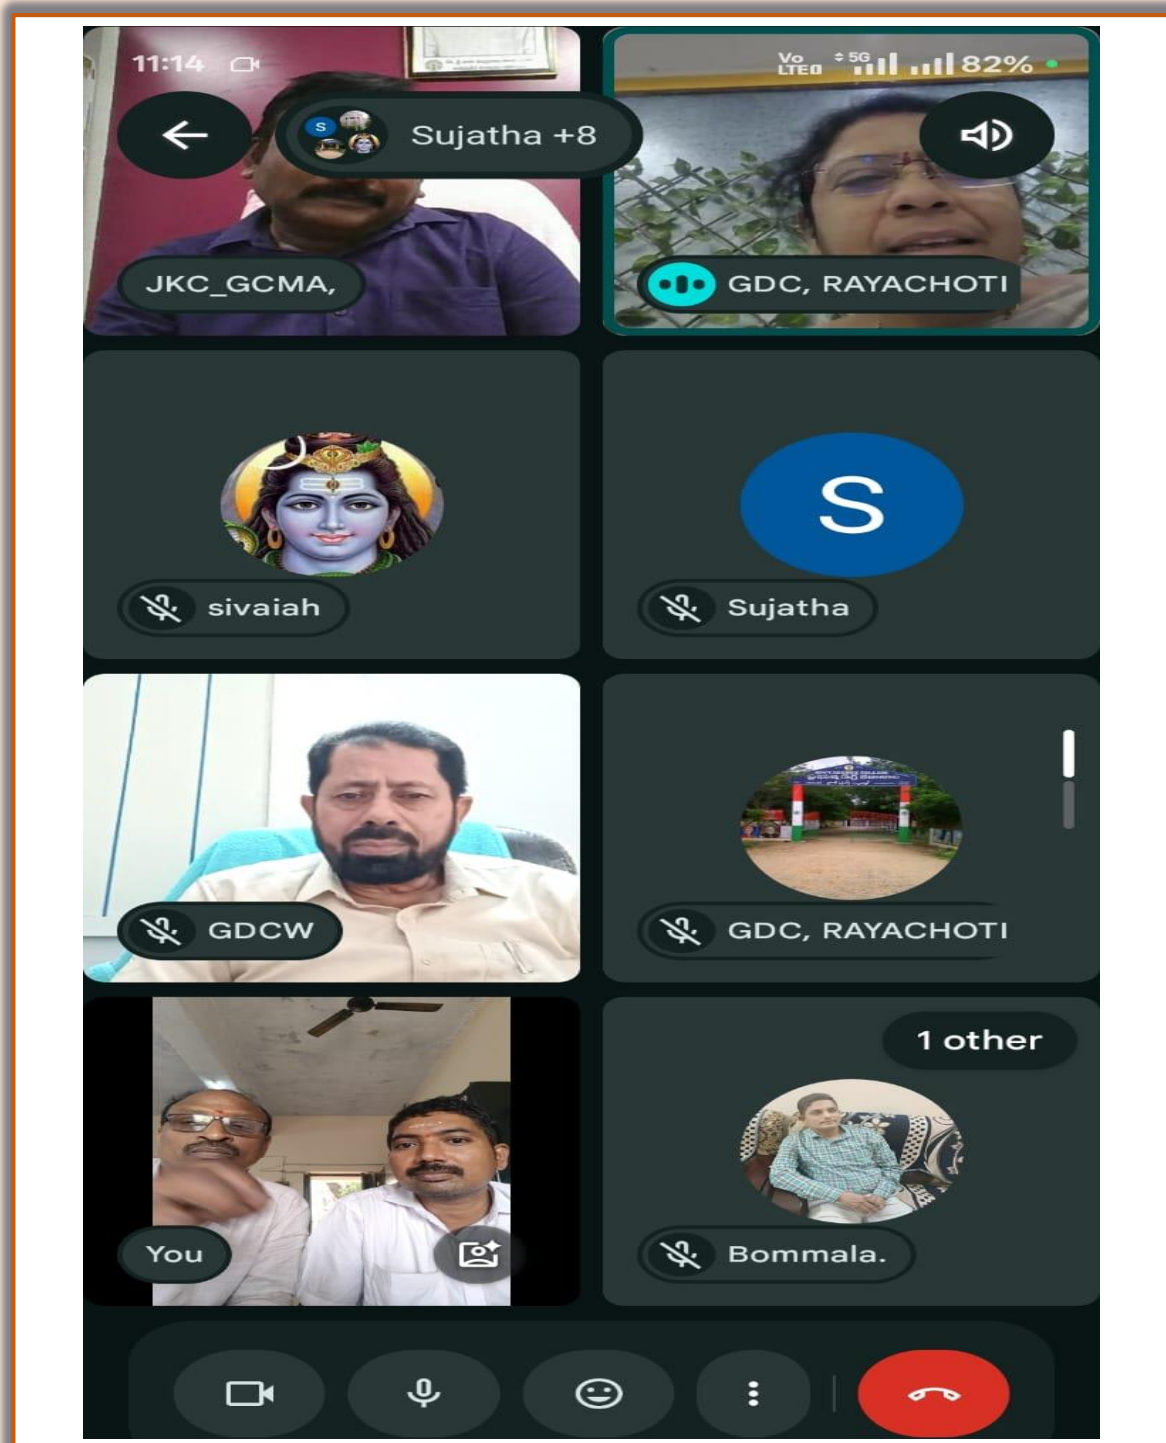 11:14
Vo
LTE
5G
82%
S
Sujatha +8
JKC_GCMA,
GDC, RAYACHOTI
S
sivaiah
Sujatha
GDCW
GDC, RAYACHOTI
1 other
You
Bommala.